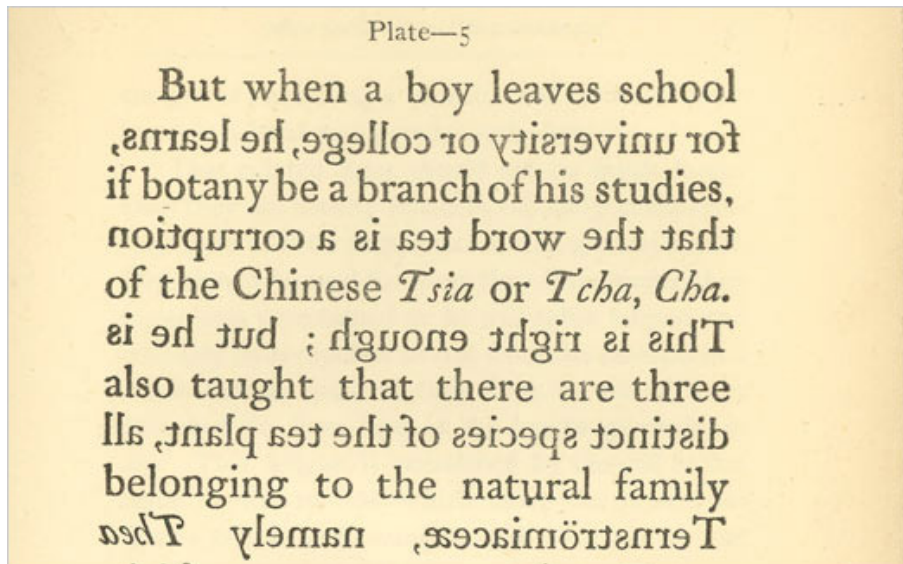 Plate—5
But when a boy leaves school
for university or college, he learns,
if botany be a branch of his studies,
that the word tea is a corruption
of the Chinese Tsia or Tcha, Cha.
This is right enough ; but he is
also taught that there are three
distinct species of the tea plant, all
belonging to the natural family
Ternströmiaceæ, namely Thea